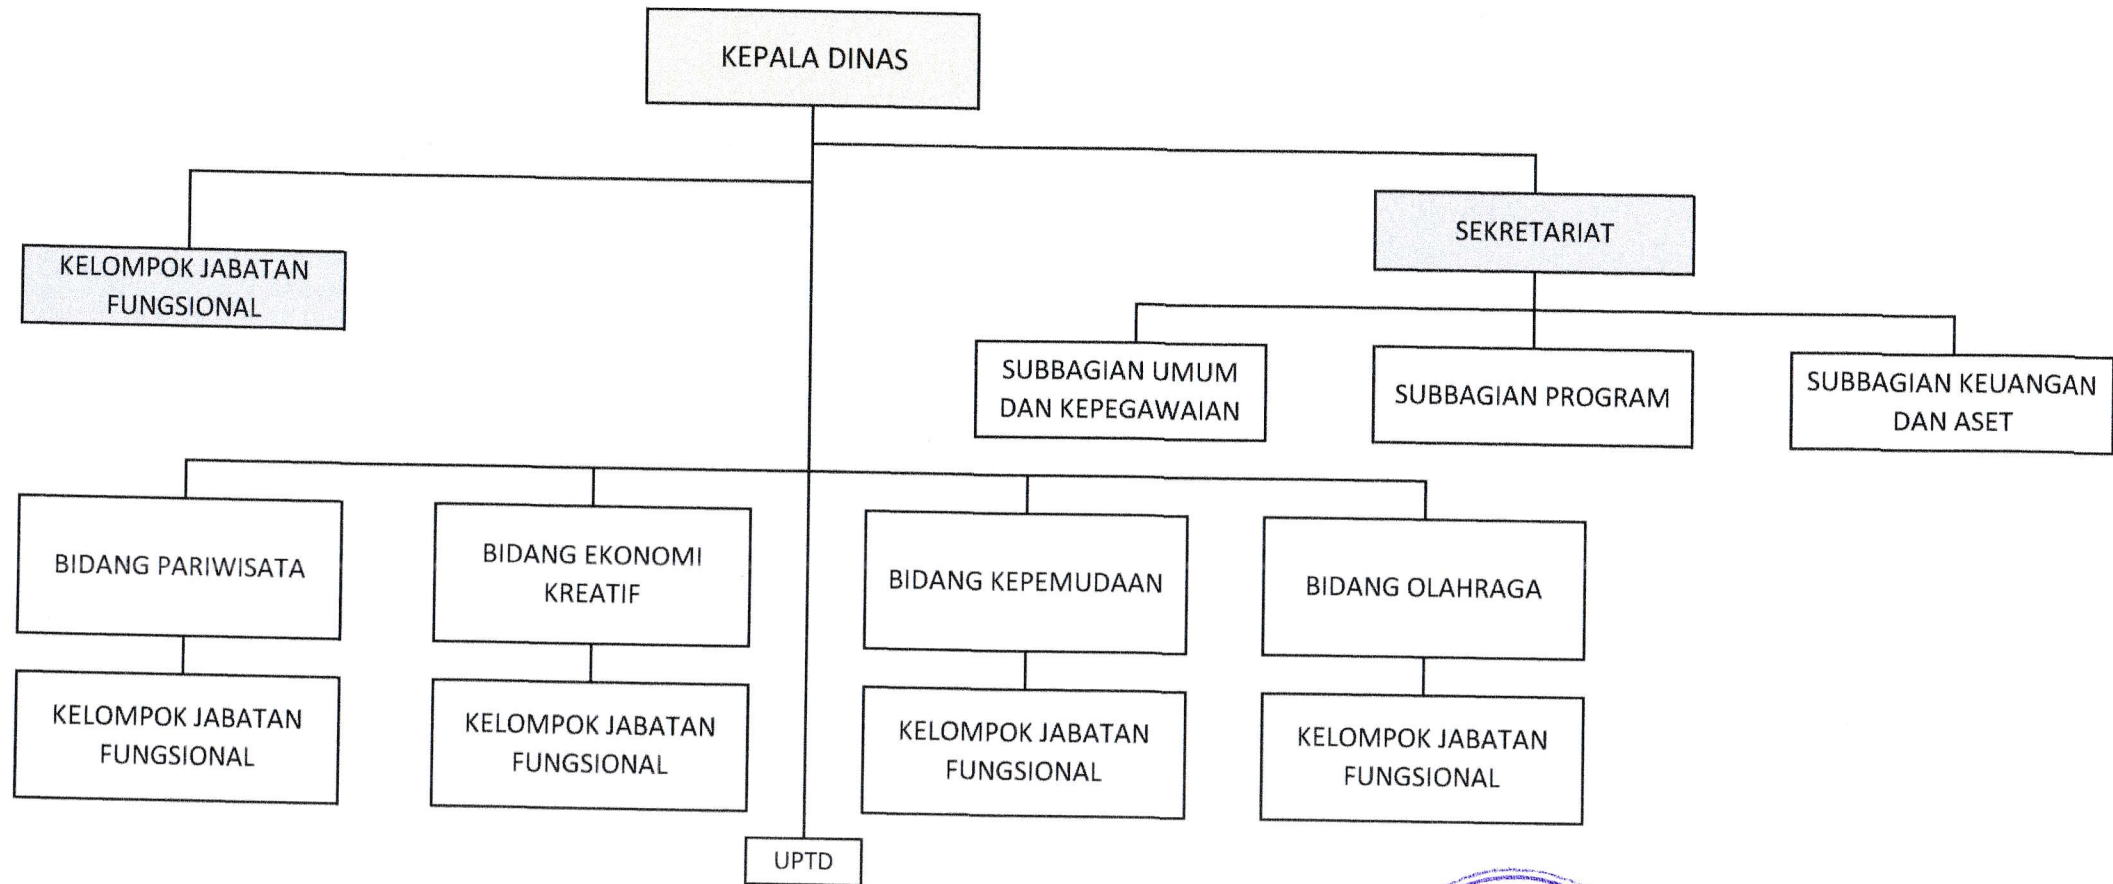 KEPALA DINAS
SEKRETARIAT
KELOMPOK JABATAN
FUNGSIONAL
SUBBAGIAN UMUM
DAN KEPEGAWAIAN
SUBBAGIAN PROGRAM
SUBBAGIAN KEUANGAN
DAN ASET
BIDANG PARIWISATA
BIDANG EKONOMI
KREATIF
BIDANG KEPEMUDAAN
BIDANG OLAHRAGA
KELOMPOK JABATAN
FUNGSIONAL
KELOMPOK JABATAN
FUNGSIONAL
KELOMPOK JABATAN
FUNGSIONAL
KELOMPOK JABATAN
FUNGSIONAL
UPTD